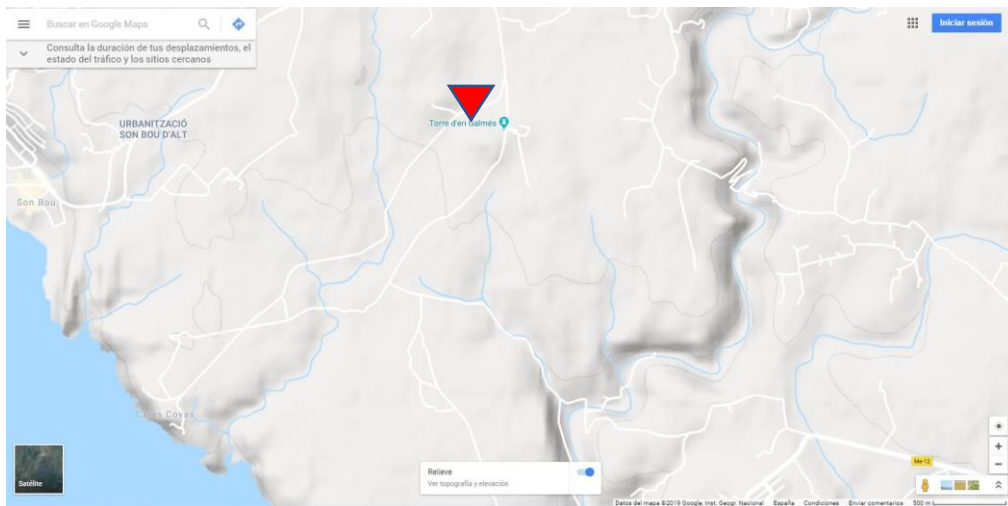 Buscar en Google Maps
Iniciar sesión
Consulta la duración de tus desplazamientos, el
estado del tráfico y los sitios cercanos
Torre d'en Galmés
URBANITZACIÓ
SON BOU D'ALT
Son Bou
Calas Covas
Me-12
Satélite
Relieve
Ver topografía y elevación
Datos del mapa ©2019 Google, Inst. Geogr. Nacional España Condiciones Enviar comentarios 500 m